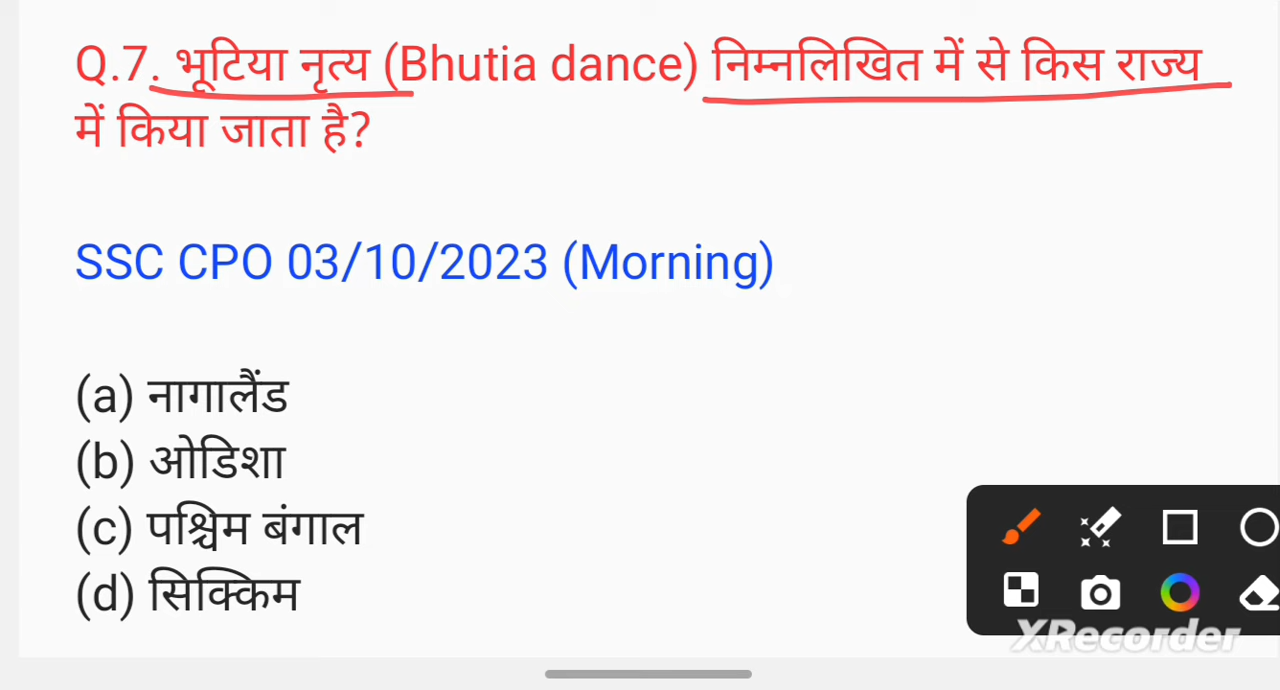 Q.7. भूटिया नृत्य (Bhutia dance) निम्नलिखित में से किस राज्य
में किया जाता है?
SSC CPO 03/10/2023 (Morning)
(a) नागालैंड
(b) ओडिशा
(c) पश्चिम बंगाल
(d) सिक्किम
XRecorder